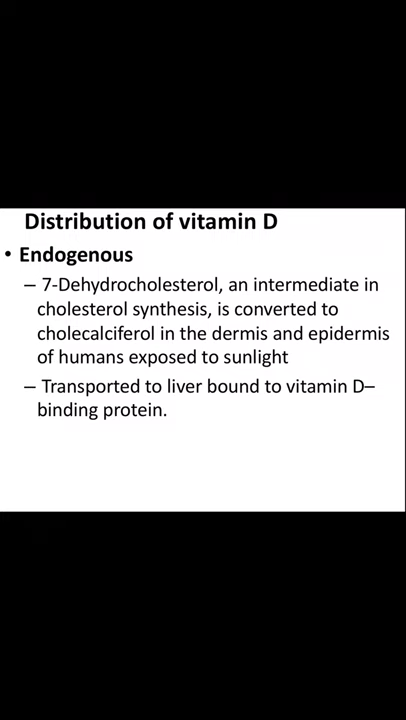 Distribution of vitamin D
• Endogenous
– 7-Dehydrocholesterol, an intermediate in
cholesterol synthesis, is converted to
cholecalciferol in the dermis and epidermis
of humans exposed to sunlight
– Transported to liver bound to vitamin D–
binding protein.